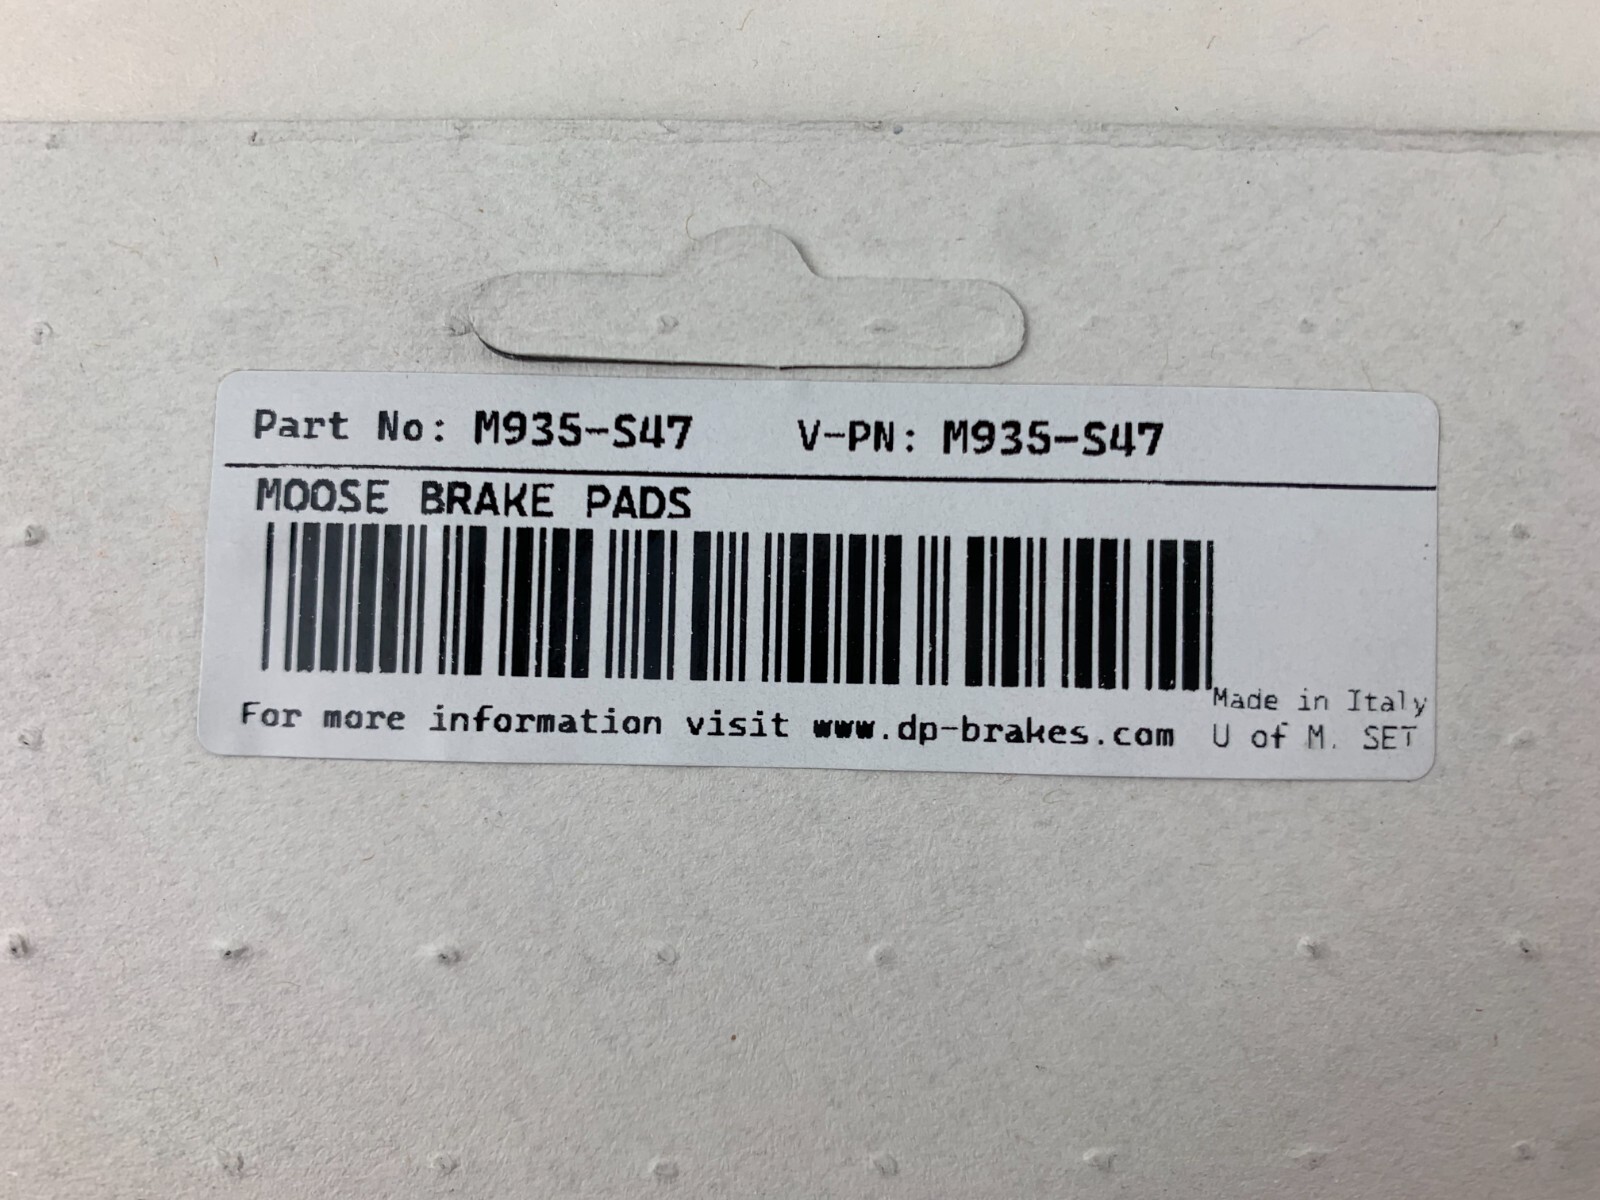 Part No: M935-S47 V-PN: M935-S47
MOOSE BRAKE PADS
Made in Italy
For more information visit www.dp-brakes.com U of M. SET